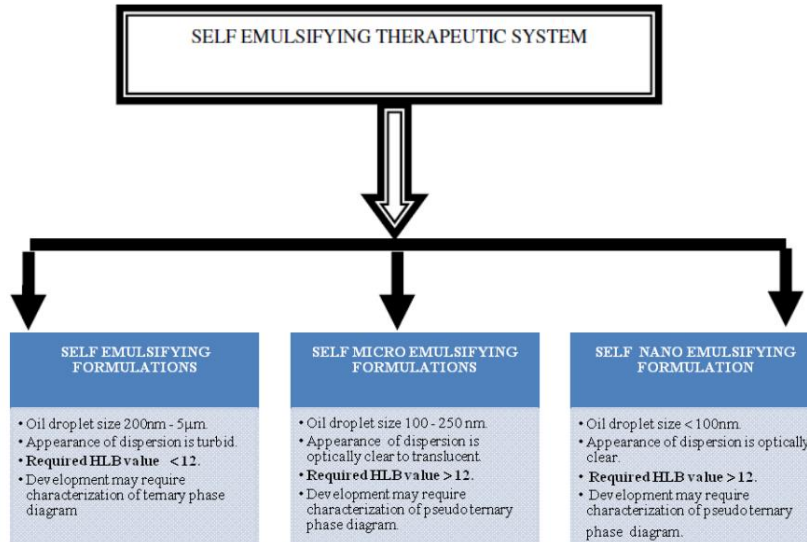 SELF EMULSIFYING THERAPEUTIC SYSTEM
SELF EMULSIFYING
FORMULATIONS
• Oil droplet size 200nm - 5μm.
• Appearance of dispersion is turbid.
• Required HLB value < 12.
• Development may require
characterization of ternary phase
diagram
SELF MICRO EMULSIFYING
FORMULATIONS
• Oil droplet size 100 - 250 nm.
• Appearance of dispersion is
optically clear to translucent.
• Required HLB value > 12.
• Development may require
characterization of pseudo ternary
phase diagram.
SELF NANO EMULSIFYING
FORMULATION
• Oil droplet size < 100nm.
• Appearance of dispersion is optically
clear.
• Required HLB value > 12.
• Development may require
characterization of pseudo ternary
phase diagram.